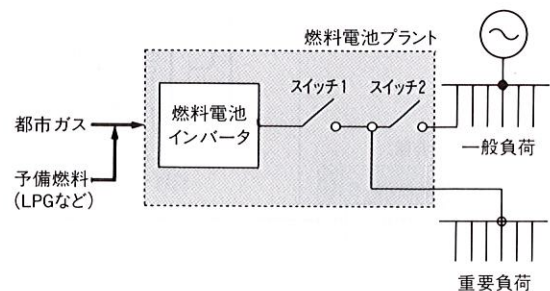 燃料電池プラント
スイッチ1
スイッチ2
燃料電池
インバータ
都市ガス
予備燃料
(LPGなど)
一般負荷
重要負荷